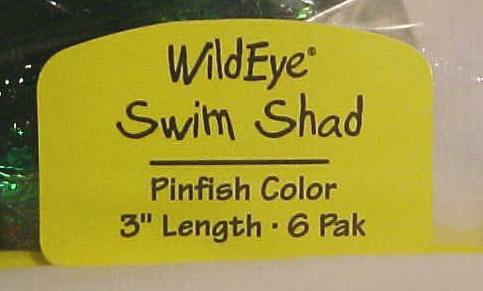 WildEye®
Swim Shad
Pinfish Color
3" Length · 6 Pak